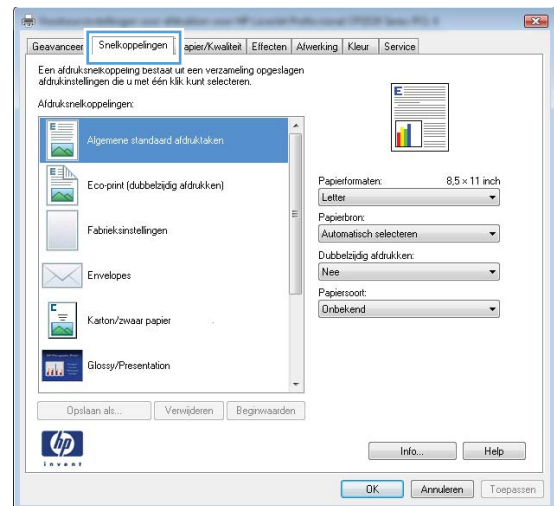 Geavanceer Snelkoppelingen apier/Kwaliteit Effecten Afwerking Kleur Service
Een afdruksnelkoppeling bestaat uit een verzameling opgeslagen
afdrukinstellingen die u met één klik kunt selecteren.
Afdruksnelkoppelingen:
Algemene standaard afdruktaken
Eco-print (dubbelzijdig afdrukken)
Fabrieksinstellingen
Envelopes
Karton/zwaar papier
Glossy/Presentation
Opslaan als... Verwijderen Beginwaarden
E
Papierformaten: 8,5 × 11 inch
Letter
Papierbron:
Automatisch selecteren
Dubbelzijdig afdrukken:
Nee
Papiersoort:
Onbekend
hp
invent
Info... Help
OK Annuleren Toepassen